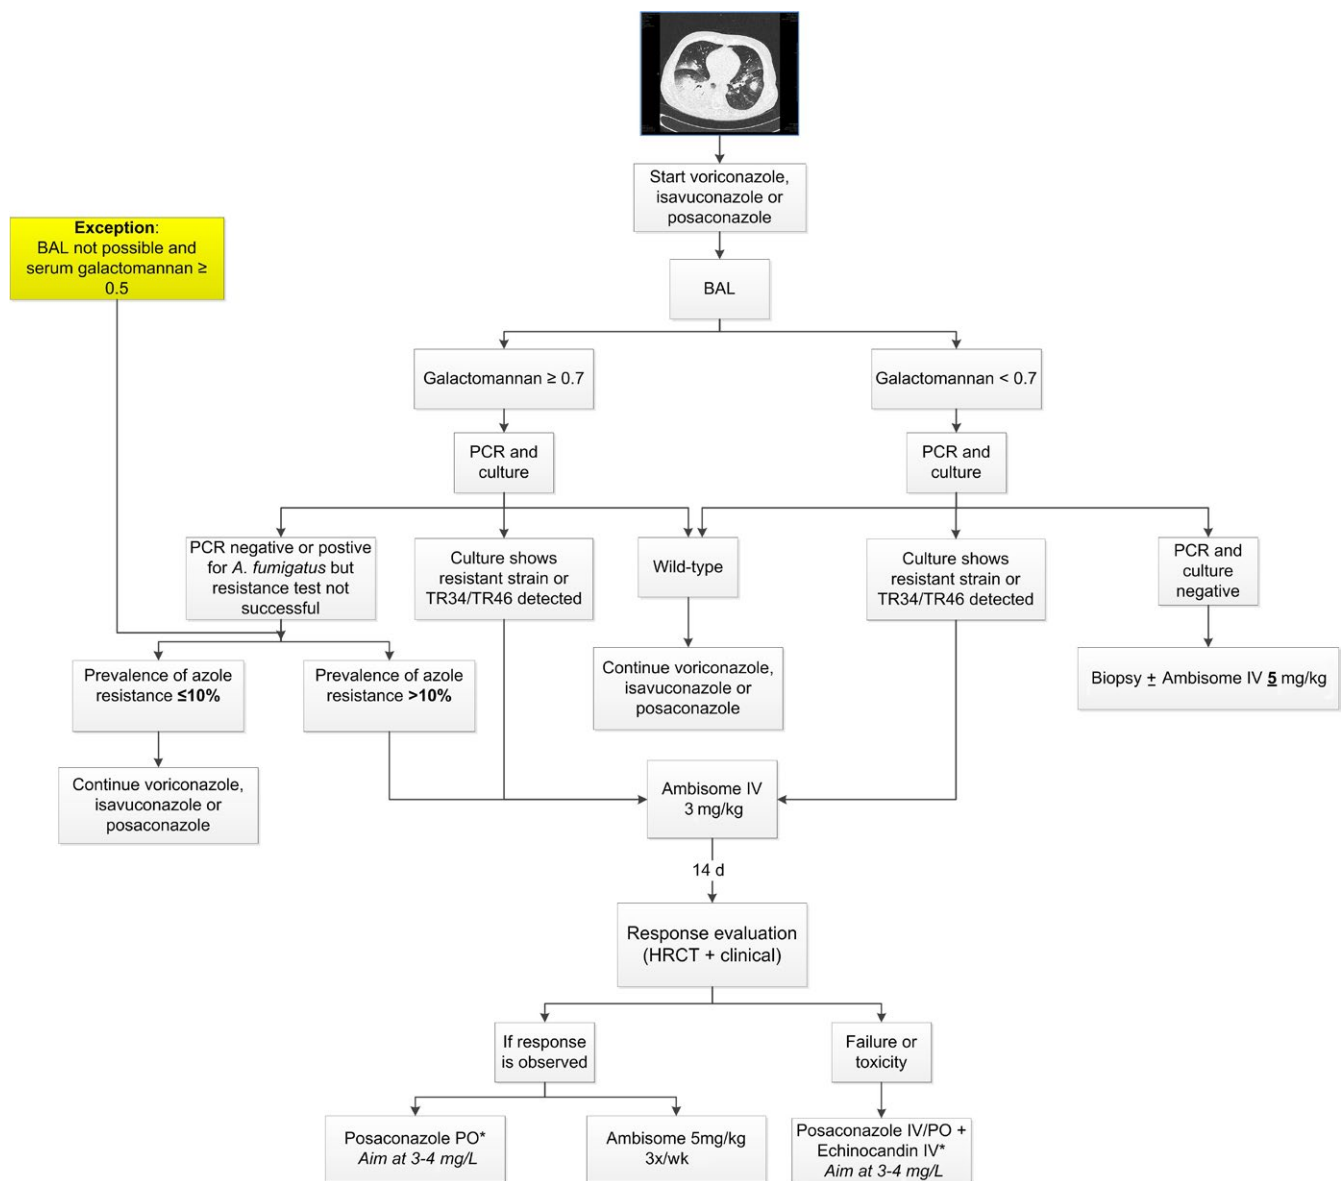 Start voriconazole,
isavuconazole or
posaconazole
Exception:
BAL not possible and
serum galactomannan ≥
0.5
BAL
Galactomannan ≥ 0.7
Galactomannan < 0.7
PCR and
culture
PCR and
culture
PCR negative or postive
for A. fumigatus but
resistance test not
successful
Culture shows
resistant strain or
TR34/TR46 detected
Wild-type
Culture shows
resistant strain or
TR34/TR46 detected
PCR and
culture
negative
Prevalence of azole
resistance ≤10%
Prevalence of azole
resistance >10%
Continue voriconazole,
isavuconazole or
posaconazole
Biopsy ± Ambisome IV 5 mg/kg
Continue voriconazole,
isavuconazole or
posaconazole
Ambisome IV
3 mg/kg
14 d
Response evaluation
(HRCT + clinical)
If response
is observed
Failure or
toxicity
Posaconazole PO*
Aim at 3-4 mg/L
Ambisome 5mg/kg
3x/wk
Posaconazole IV/PO +
Echinocandin IV*
Aim at 3-4 mg/L